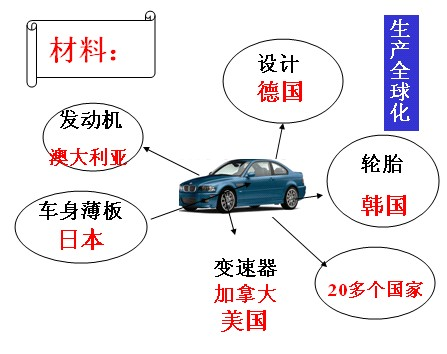 材料：
设计
德国
生产全球化
发动机
澳大利亚
轮胎
韩国
车身薄板
日本
变速器
加拿大
美国
20多个国家